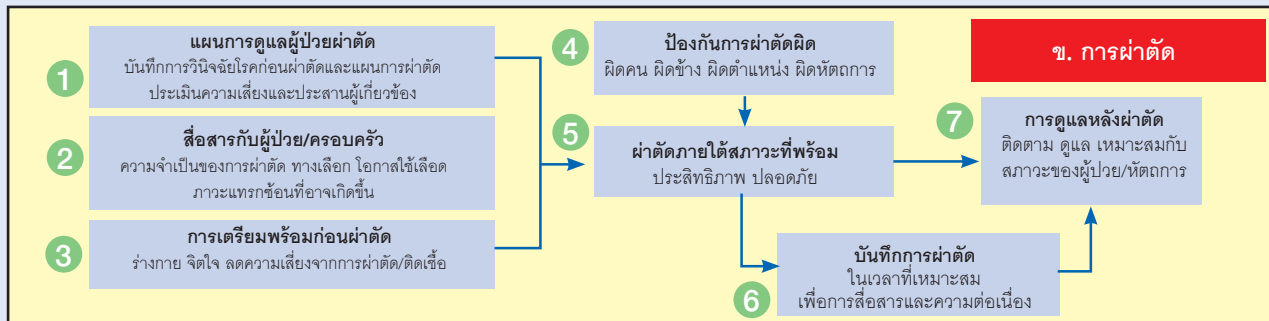 ข. การผ่าตัด
1
แผนการดูแลผู้ป่วยผ่าตัด
บันทึกการวินิจฉัยโรคก่อนผ่าตัดและแผนการผ่าตัด
ประเมินความเสี่ยงและประสานผู้เกี่ยวข้อง
2
สื่อสารกับผู้ป่วย/ครอบครัว
ความจำเป็นของการผ่าตัด ทางเลือก โอกาสใช้เลือด
ภาวะแทรกซ้อนที่อาจเกิดขึ้น
3
การเตรียมพร้อมก่อนผ่าตัด
ร่างกาย จิตใจ ลดความเสี่ยงจากการผ่าตัด/ติดเชื้อ
4
ป้องกันการผ่าตัดผิด
ผิดคน ผิดข้าง ผิดตำแหน่ง ผิดหัตถการ
5
ผ่าตัดภายใต้สภาวะที่พร้อม
ประสิทธิภาพ ปลอดภัย
6
บันทึกการผ่าตัด
ในเวลาที่เหมาะสม
เพื่อการสื่อสารและความต่อเนื่อง
7
การดูแลหลังผ่าตัด
ติดตาม ดูแล เหมาะสมกับ
สภาวะของผู้ป่วย/หัตถการ